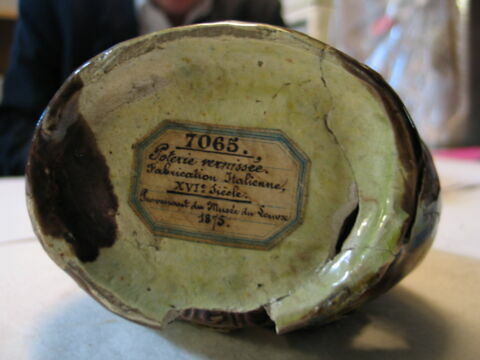 7065.
Poterie vernissée.
Fabrication Italienne,
XVIe Siècle.
Provenant du Musée du Louvre
1875.